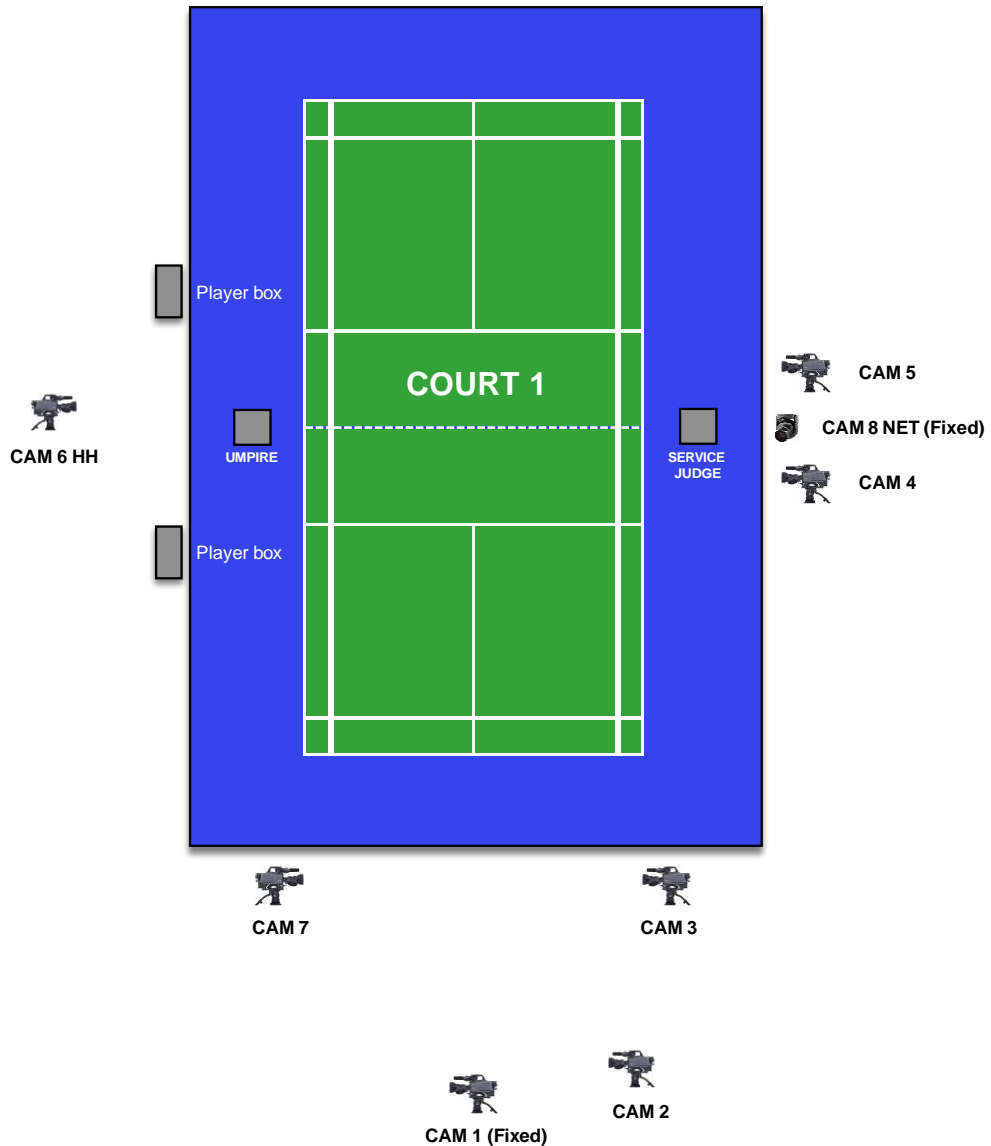 Player box
COURT 1
CAM 5
CAM 6 HH
UMPIRE
SERVICE
JUDGE
CAM 8 NET (Fixed)
CAM 4
Player box
CAM 7
CAM 3
CAM 2
CAM 1 (Fixed)